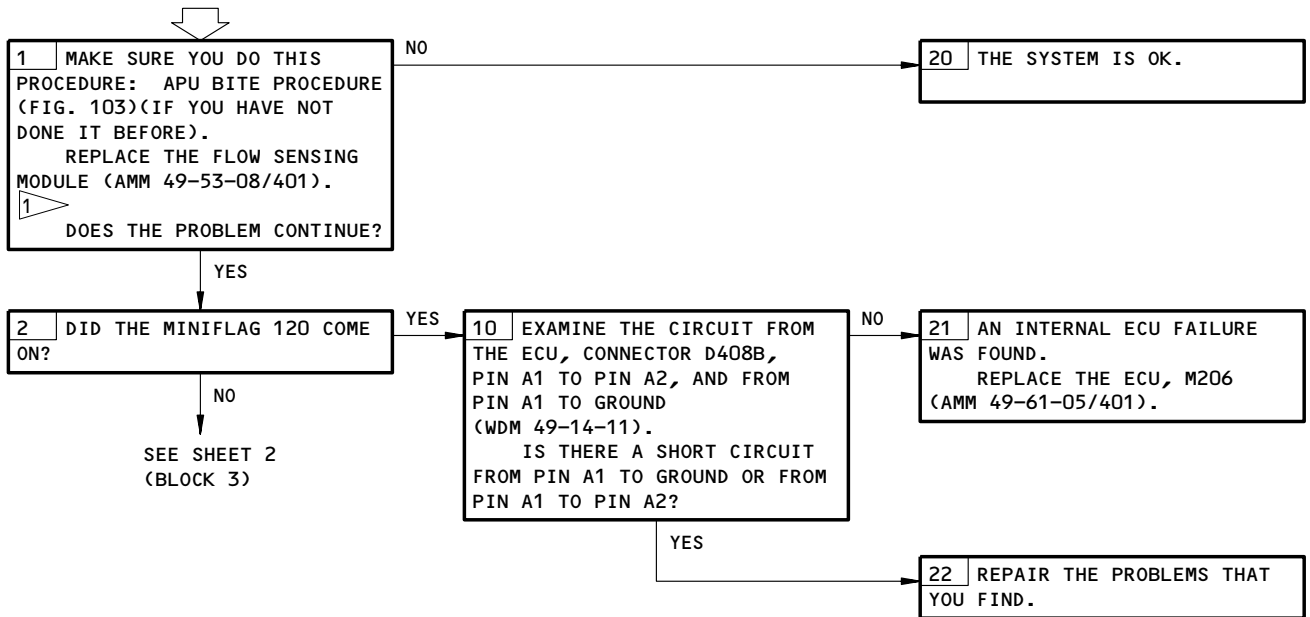 1 MAKE SURE YOU DO THIS
PROCEDURE: APU BITE PROCEDURE
(FIG. 103)(IF YOU HAVE NOT
DONE IT BEFORE).
REPLACE THE FLOW SENSING
MODULE (AMM 49-53-08/401).
1
DOES THE PROBLEM CONTINUE?
NO
20 THE SYSTEM IS OK.
YES
2 DID THE MINIFLAG 120 COME
ON?
YES
NO
SEE SHEET 2
(BLOCK 3)
10 EXAMINE THE CIRCUIT FROM
THE ECU, CONNECTOR D408B,
PIN A1 TO PIN A2, AND FROM
PIN A1 TO GROUND
(WDM 49-14-11).
IS THERE A SHORT CIRCUIT
FROM PIN A1 TO GROUND OR FROM
PIN A1 TO PIN A2?
NO
21 AN INTERNAL ECU FAILURE
WAS FOUND.
REPLACE THE ECU, M206
(AMM 49-61-05/401).
YES
22 REPAIR THE PROBLEMS THAT
YOU FIND.